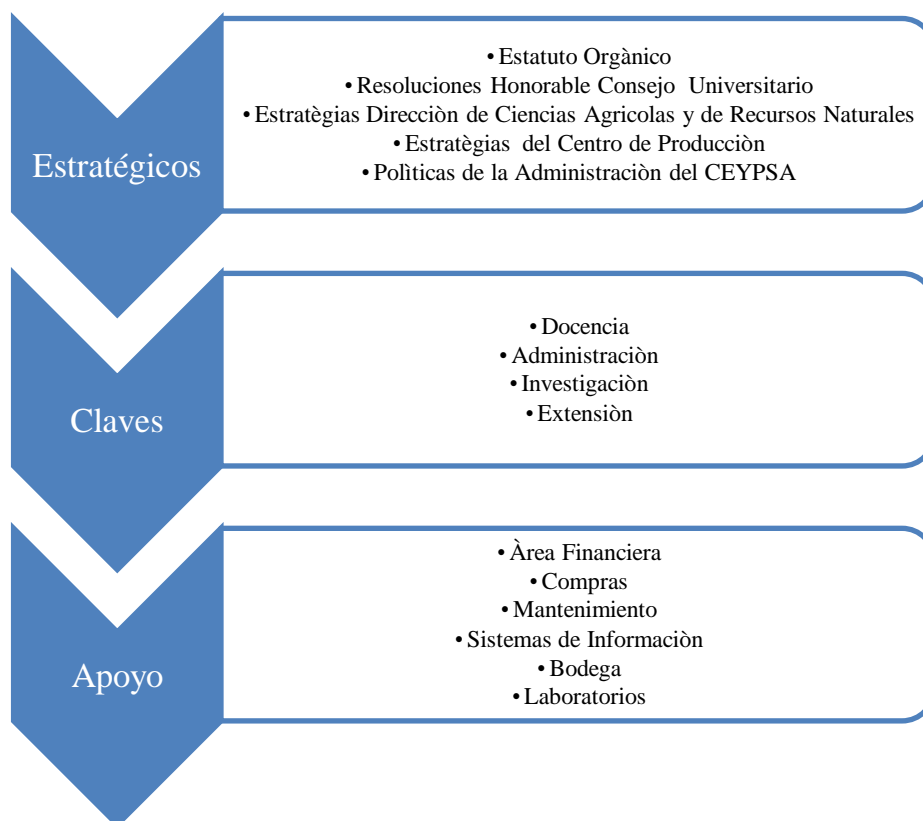 Estratégicos
• Estatuto Orgànico
• Resoluciones Honorable Consejo Universitario
• Estratègias Direcciòn de Ciencias Agricolas y de Recursos Naturales
• Estratègias del Centro de Producciòn
• Polìticas de la Administraciòn del CEYPSA
Claves
• Docencia
• Administraciòn
• Investigaciòn
• Extensiòn
Apoyo
• Àrea Financiera
• Compras
• Mantenimiento
• Sistemas de Informaciòn
• Bodega
• Laboratorios